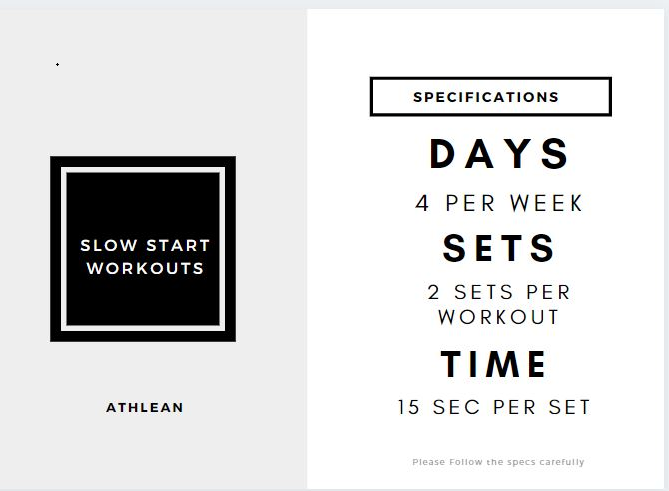 SLOW START
WORKOUTS
ATHLEAN
SPECIFICATIONS
DAYS
4 PER WEEK
SETS
2 SETS PER
WORKOUT
TIME
15 SEC PER SET
Please Follow the specs carefully